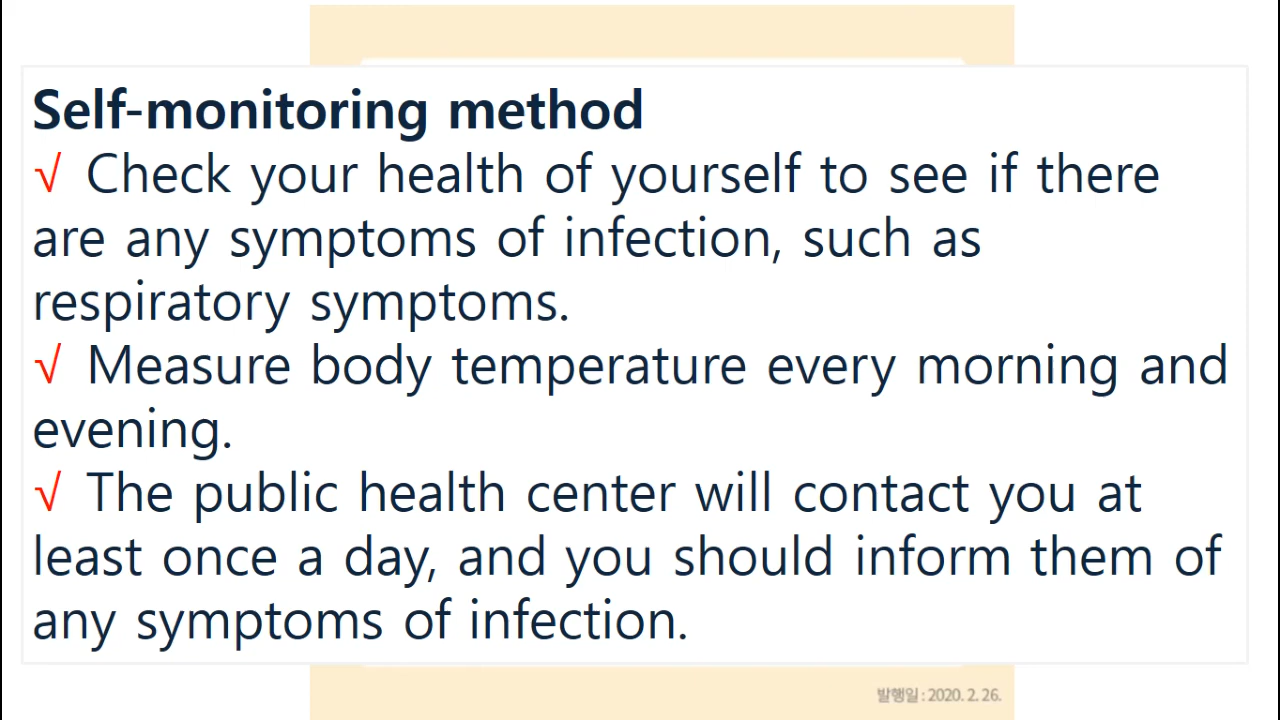 Self-monitoring method
√ Check your health of yourself to see if there
are any symptoms of infection, such as
respiratory symptoms.
√ Measure body temperature every morning and
evening.
√ The public health center will contact you at
least once a day, and you should inform them of
any symptoms of infection.
발행일 : 2020. 2. 26.